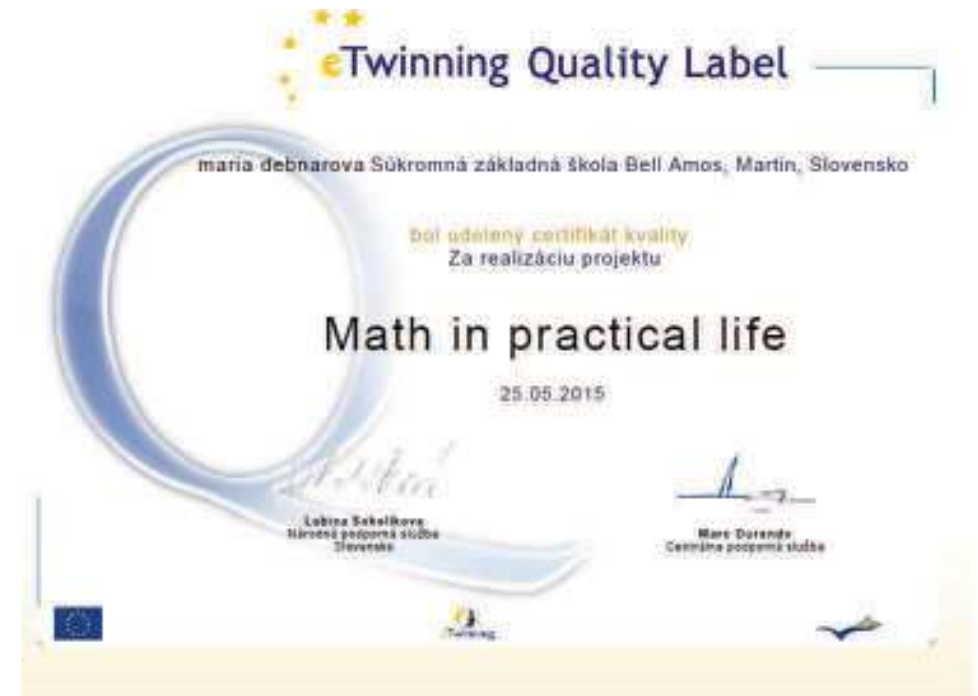 eTwinning Quality Label
maria debnarova Súkromná základná škola Bell Amos, Martin, Slovensko
bol udelený certifikát kvality
Za realizáciu projektu
Math in practical life
25.05.2015
Lubica Sokolikova
Národná podporná služba
Slovensko
Marc Durando
Centrálna podporná služba
eTwinning